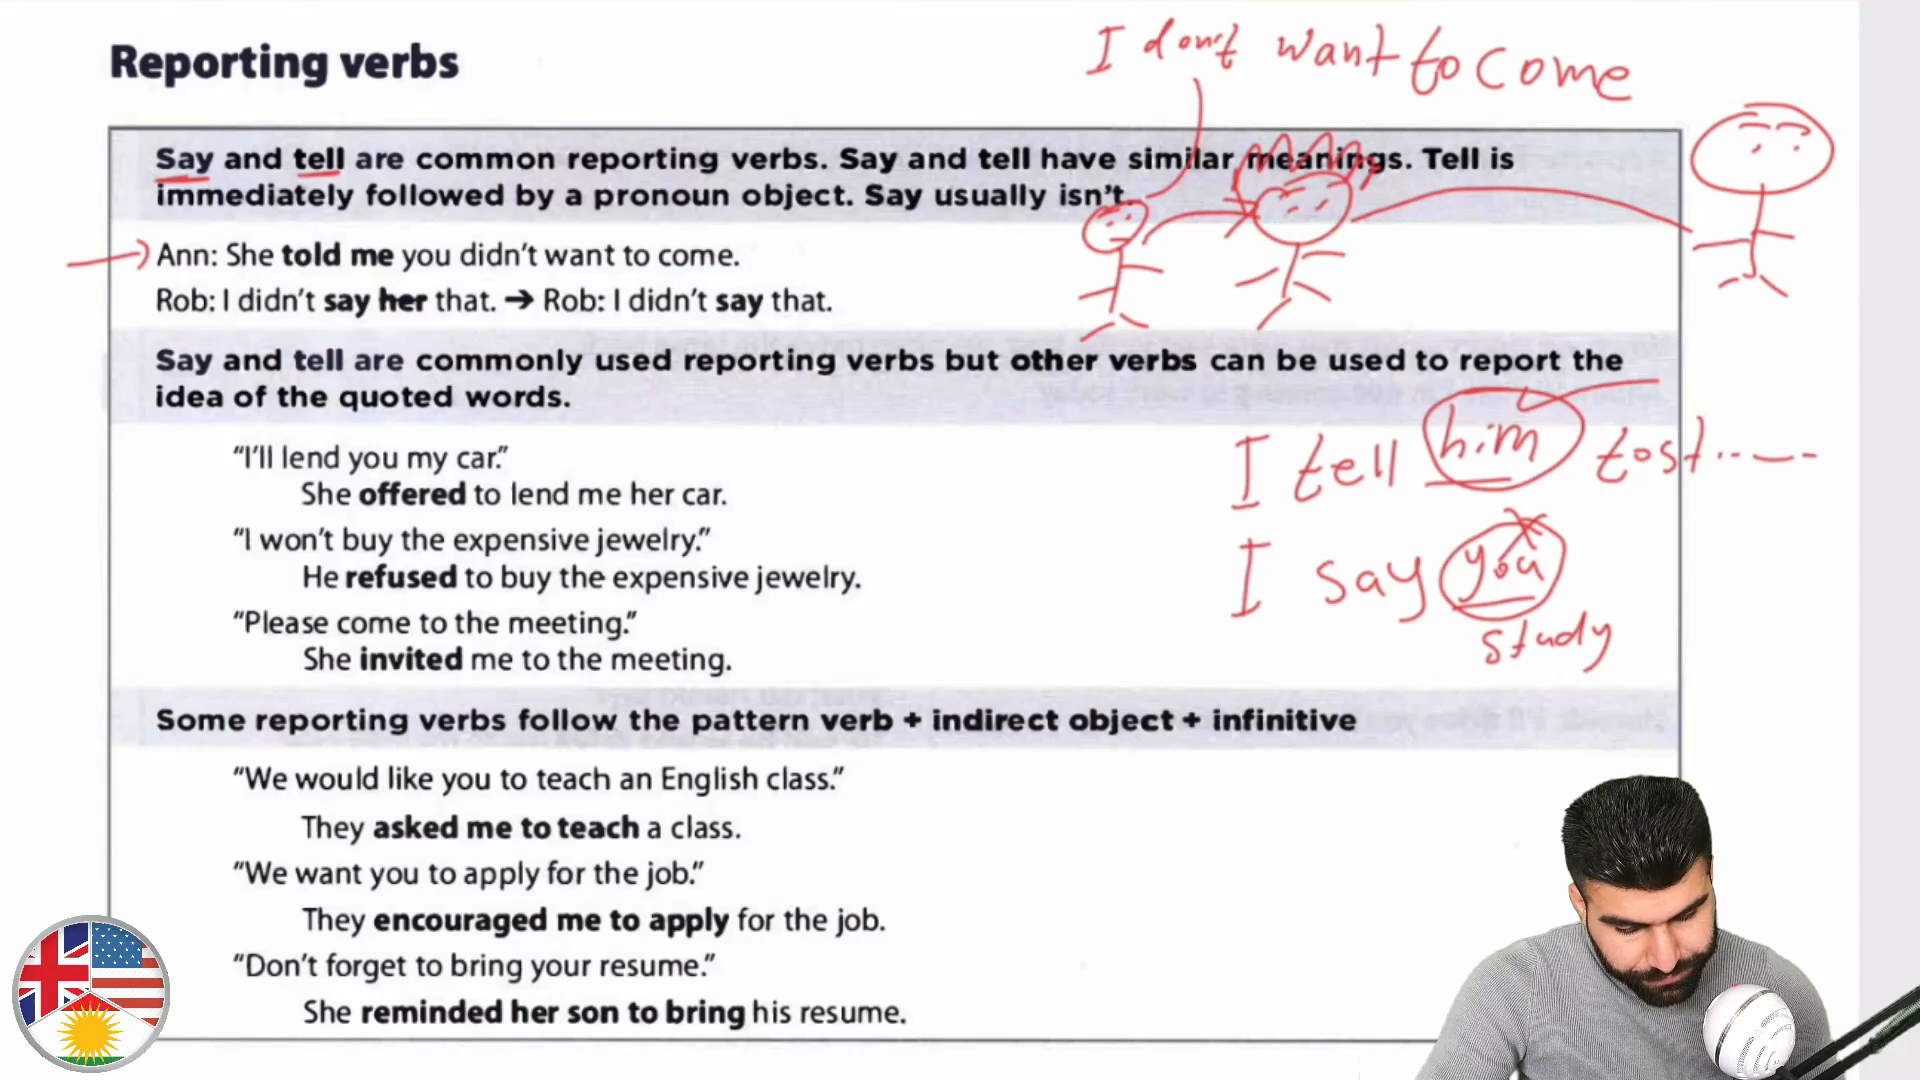 I don't want to come
Reporting verbs
Say and tell are common reporting verbs. Say and tell have similar meanings. Tell is
immediately followed by a pronoun object. Say usually isn't.
Ann: She told me you didn't want to come.
Rob: I didn't say her that. → Rob: I didn't say that.
Say and tell are commonly used reporting verbs but other verbs can be used to report the
idea of the quoted words.
"I'll lend you my car."
She offered to lend me her car.
I tell him tost
"I won't buy the expensive jewelry."
He refused to buy the expensive jewelry.
I say you
study
"Please come to the meeting."
She invited me to the meeting.
Some reporting verbs follow the pattern verb + indirect object + infinitive
"We would like you to teach an English class."
They asked me to teach a class.
"We want you to apply for the job."
They encouraged me to apply for the job.
"Don't forget to bring your resume."
She reminded her son to bring his resume.